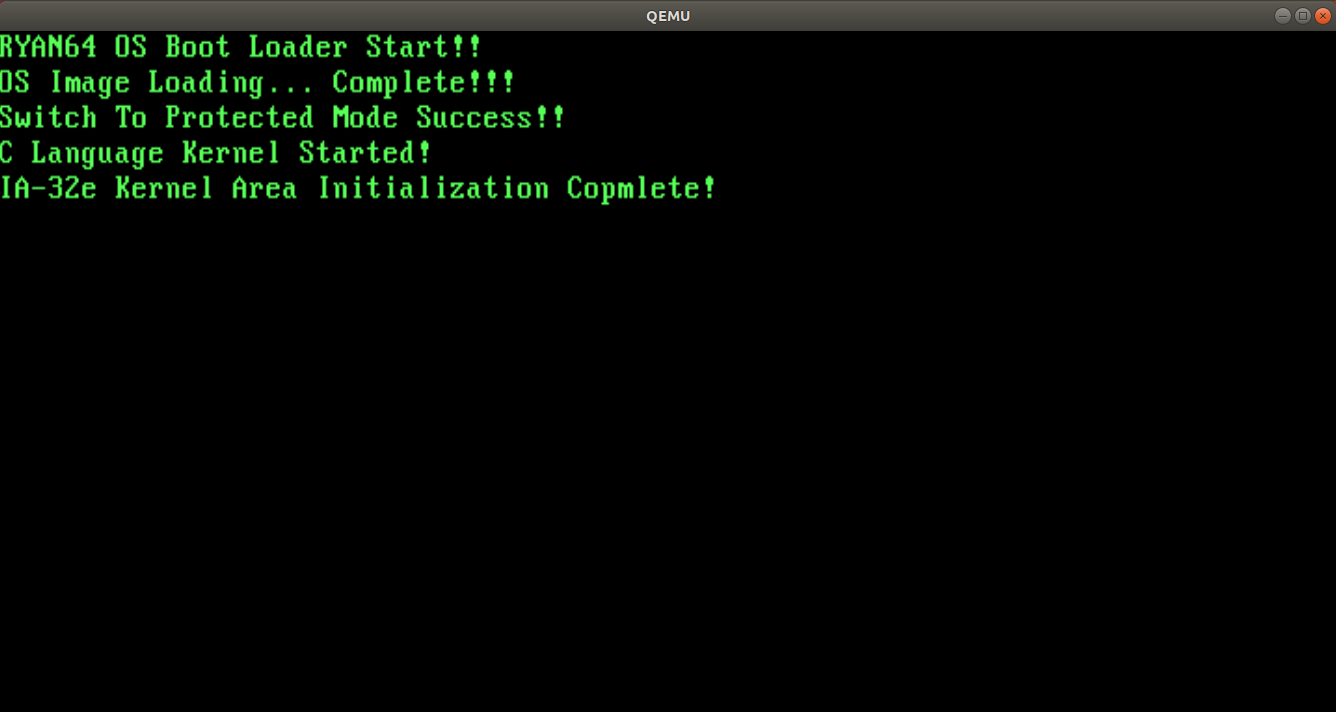 QEMU
RYAN64 OS Boot Loader Start!!
OS Image Loading... Complete!!!
Switch To Protected Mode Success!!
C Language Kernel Started!
IA-32e Kernel Area Initialization Copmlete!